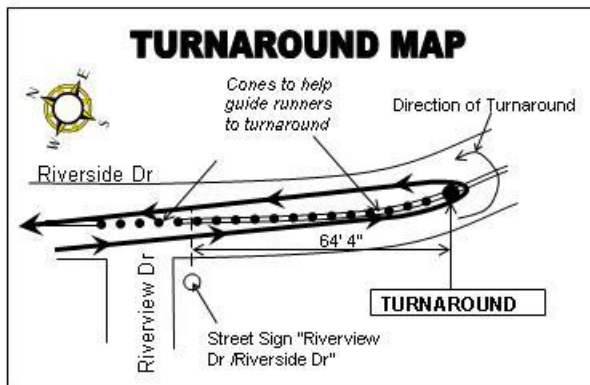 TURNAROUND MAP
Cones to help
guide runners
to turnaround
Direction of Turnaround
N
E
S
W
Riverside Dr
64' 4"
Riverview Dr
TURNAROUND
Street Sign "Riverview
Dr /Riverside Dr"